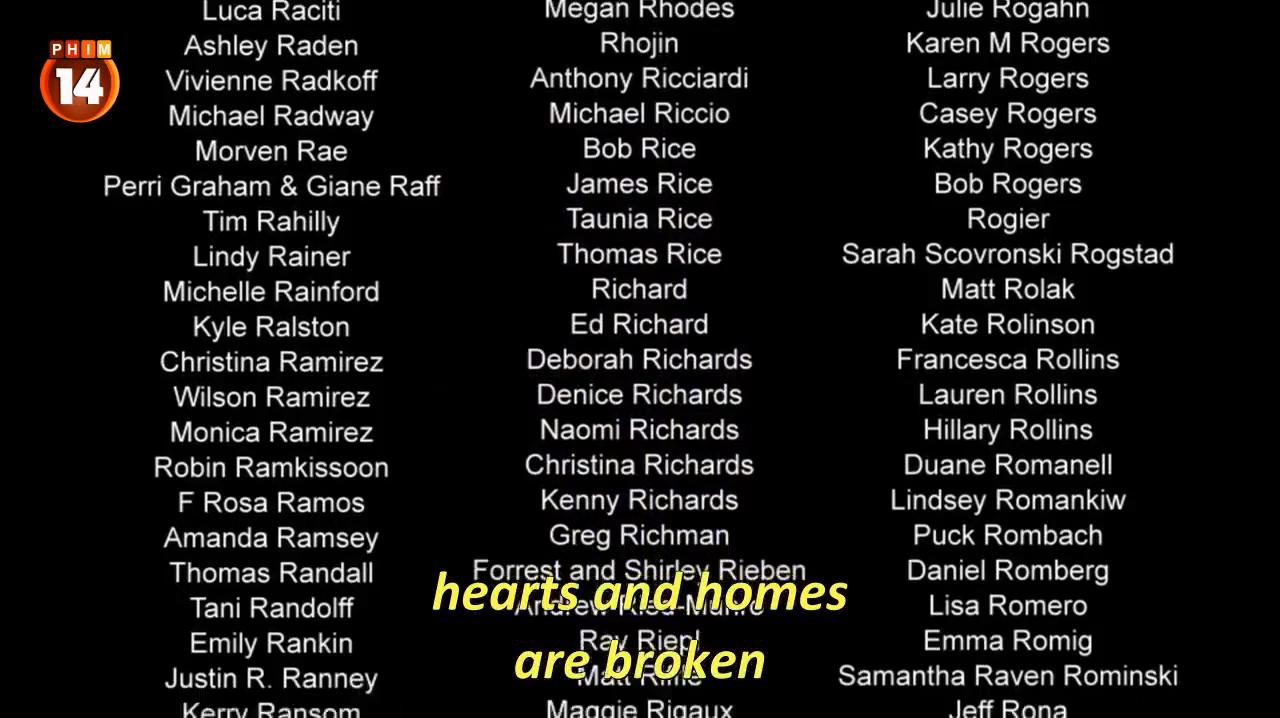 PHIM
14
Luca Raciti
Ashley Raden
Vivienne Radkoff
Michael Radway
Morven Rae
Perri Graham & Giane Raff
Tim Rahilly
Lindy Rainer
Michelle Rainford
Kyle Ralston
Christina Ramirez
Wilson Ramirez
Monica Ramirez
Robin Ramkissoon
F Rosa Ramos
Amanda Ramsey
Thomas Randall
Tani Randolff
Emily Rankin
Justin R. Ranney
Kerry Ransom
Megan Rhodes
Rhojin
Anthony Ricciardi
Michael Riccio
Bob Rice
James Rice
Taunia Rice
Thomas Rice
Richard
Ed Richard
Deborah Richards
Denice Richards
Naomi Richards
Christina Richards
Kenny Richards
Greg Richman
Forrest and Shirley Rieben
Andrew Ried-Munro
Ray Riepl
Matt Riffle
Maggie Rigaux
Julie Rogahn
Karen M Rogers
Larry Rogers
Casey Rogers
Kathy Rogers
Bob Rogers
Rogier
Sarah Scovronski Rogstad
Matt Rolak
Kate Rolinson
Francesca Rollins
Lauren Rollins
Hillary Rollins
Duane Romanell
Lindsey Romankiw
Puck Rombach
Daniel Romberg
Lisa Romero
Emma Romig
Samantha Raven Rominski
Jeff Rona
hearts and homes
are broken